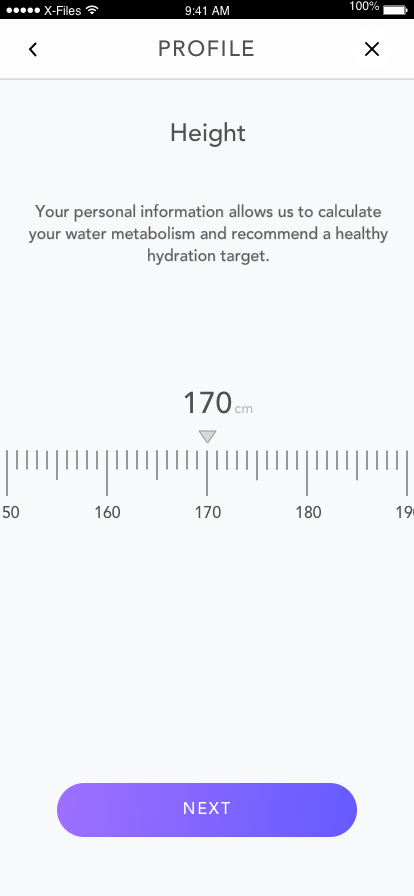 X-Files 9:41 AM 100%
PROFILE
Height
Your personal information allows us to calculate
your water metabolism and recommend a healthy
hydration target.
170 cm
50 160 170 180 19
NEXT